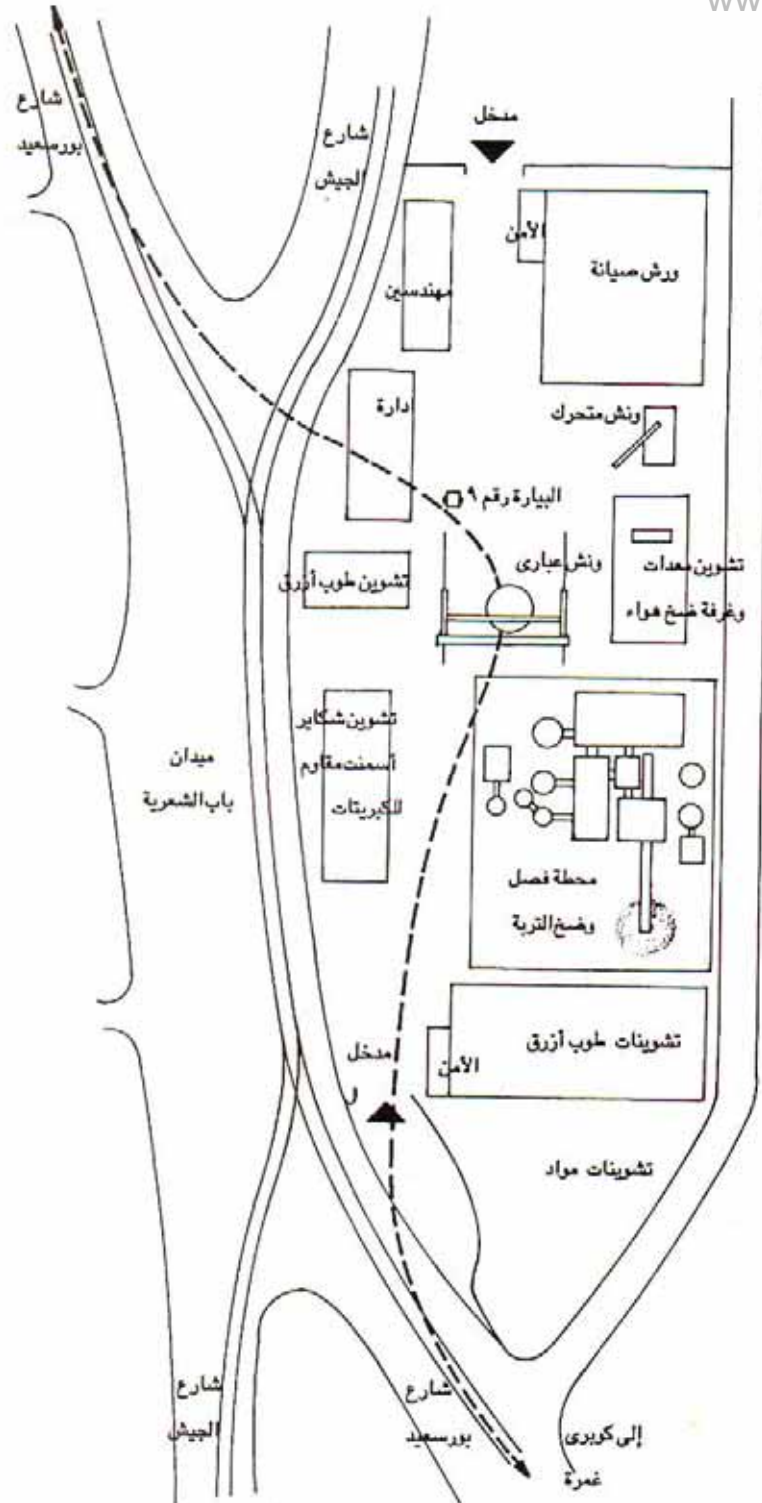 WW
شارع
بورسعيد
شارع
الجيش
مدخل
الأمن
ورش صيانة
مهندسين
ادارة
ونش متحرك
البيارة رقم ٩
تشوين معدات
وغرفة ضخ هواء
ونش عبارى
تشوين طوب أزرق
تشوين شكاير
أسمنت مقاوم
للكبريتات
ميدان
باب الشعرية
محطة فصل
وضخ التربة
تشوينات طوب أزرق
الأمن
مدخل
تشوينات مواد
شارع
الجيش
شارع
بورسعيد
إلى كوبرى
غمرة